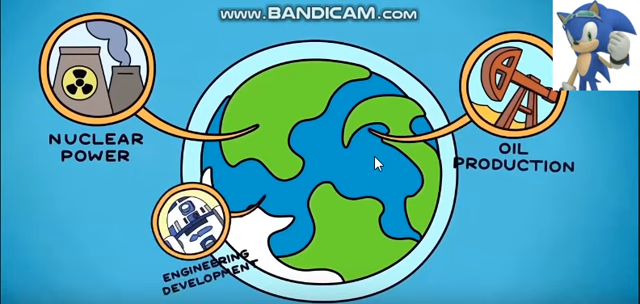 www.BANDICAM.com
NUCLEAR
POWER
OIL
PRODUCTION
ENGINEERING
DEVELOPMENT